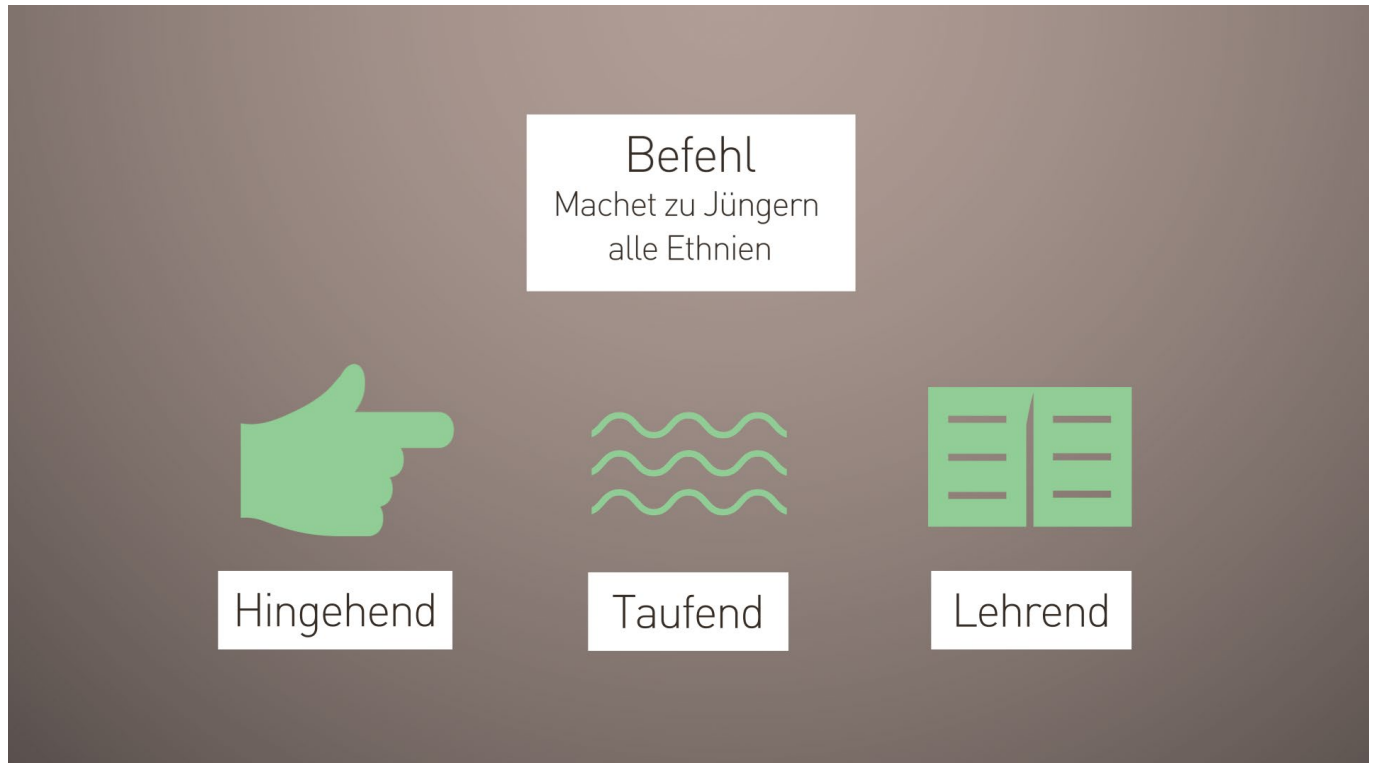 Befehl
Machet zu Jüngern
alle Ethnien
Hingehend
Taufend
Lehrend